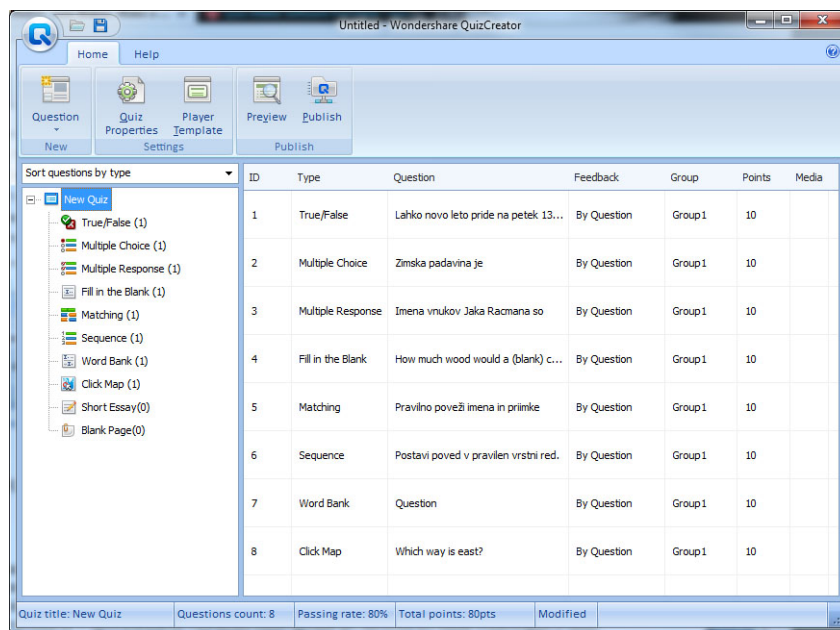 Untitled - Wondershare QuizCreator
Home Help
Question Quiz Properties Player Template Preview Publish
New Settings Publish
Sort questions by type
New Quiz
True/False (1)
Multiple Choice (1)
Multiple Response (1)
Fill in the Blank (1)
Matching (1)
Sequence (1)
Word Bank (1)
Click Map (1)
Short Essay(0)
Blank Page(0)
ID Type Question Feedback Group Points Media
1 True/False Lahko novo leto pride na petek 13... By Question Group1 10
2 Multiple Choice Zimska padavina je By Question Group1 10
3 Multiple Response Imena vnukov Jaka Racmana so By Question Group1 10
4 Fill in the Blank How much wood would a (blank) c... By Question Group1 10
5 Matching Pravilno poveži imena in priimke By Question Group1 10
6 Sequence Postavi poved v pravilen vrstni red. By Question Group1 10
7 Word Bank Question By Question Group1 10
8 Click Map Which way is east? By Question Group1 10
Quiz title: New Quiz Questions count: 8 Passing rate: 80% Total points: 80pts Modified